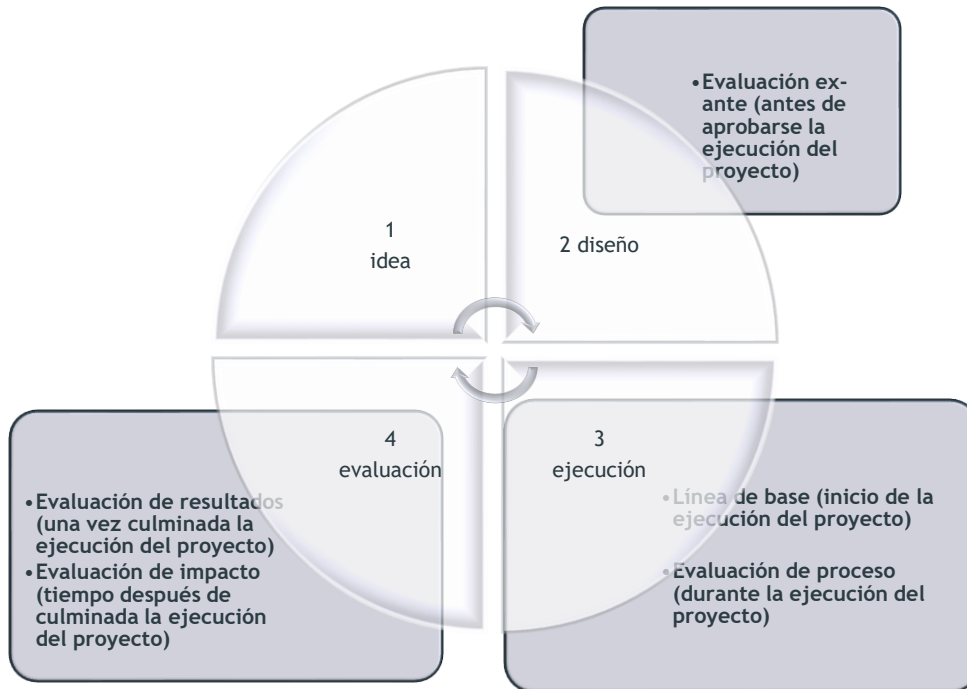 •Evaluación ex-
ante (antes de
aprobarse la
ejecución del
proyecto)
1
idea
2 diseño
4
evaluación
3
ejecución
•Evaluación de resultados
(una vez culminada la
ejecución del proyecto)
•Evaluación de impacto
(tiempo después de
culminada la ejecución
del proyecto)
•Línea de base (inicio de la
ejecución del proyecto)
•Evaluación de proceso
(durante la ejecución del
proyecto)